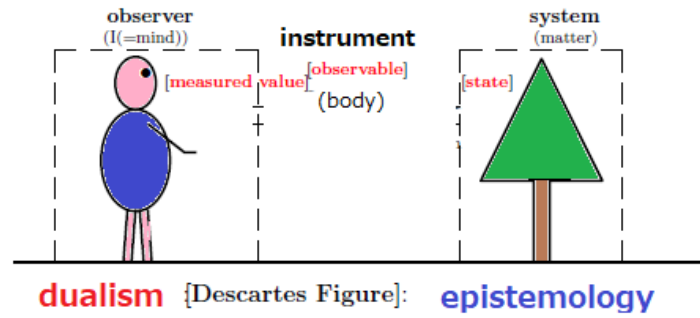 observer
(I(=mind))
instrument
system
(matter)
[measured value]
[observable]
(body)
[state]
dualism [Descartes Figure]: epistemology